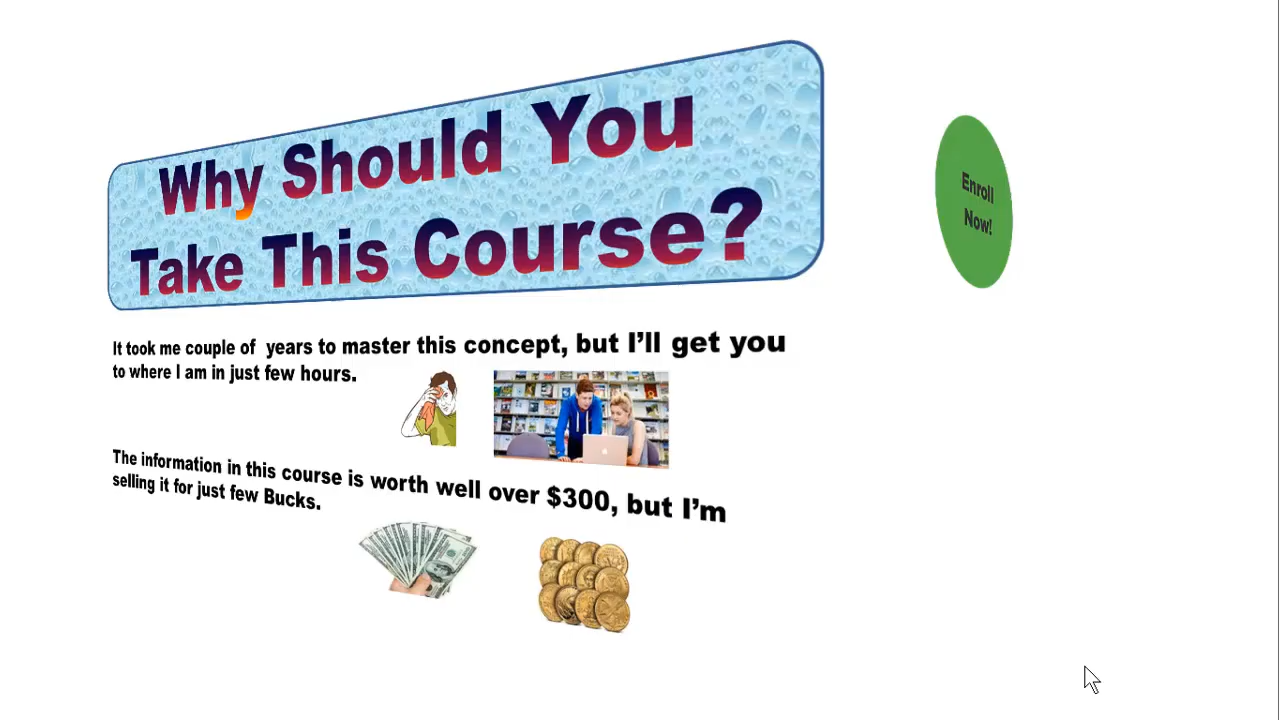 Why Should You
Take This Course?
Enroll
Now!
It took me couple of years to master this concept, but I'll get you
to where I am in just few hours.
The information in this course is worth well over $300, but I'm
selling it for just few Bucks.